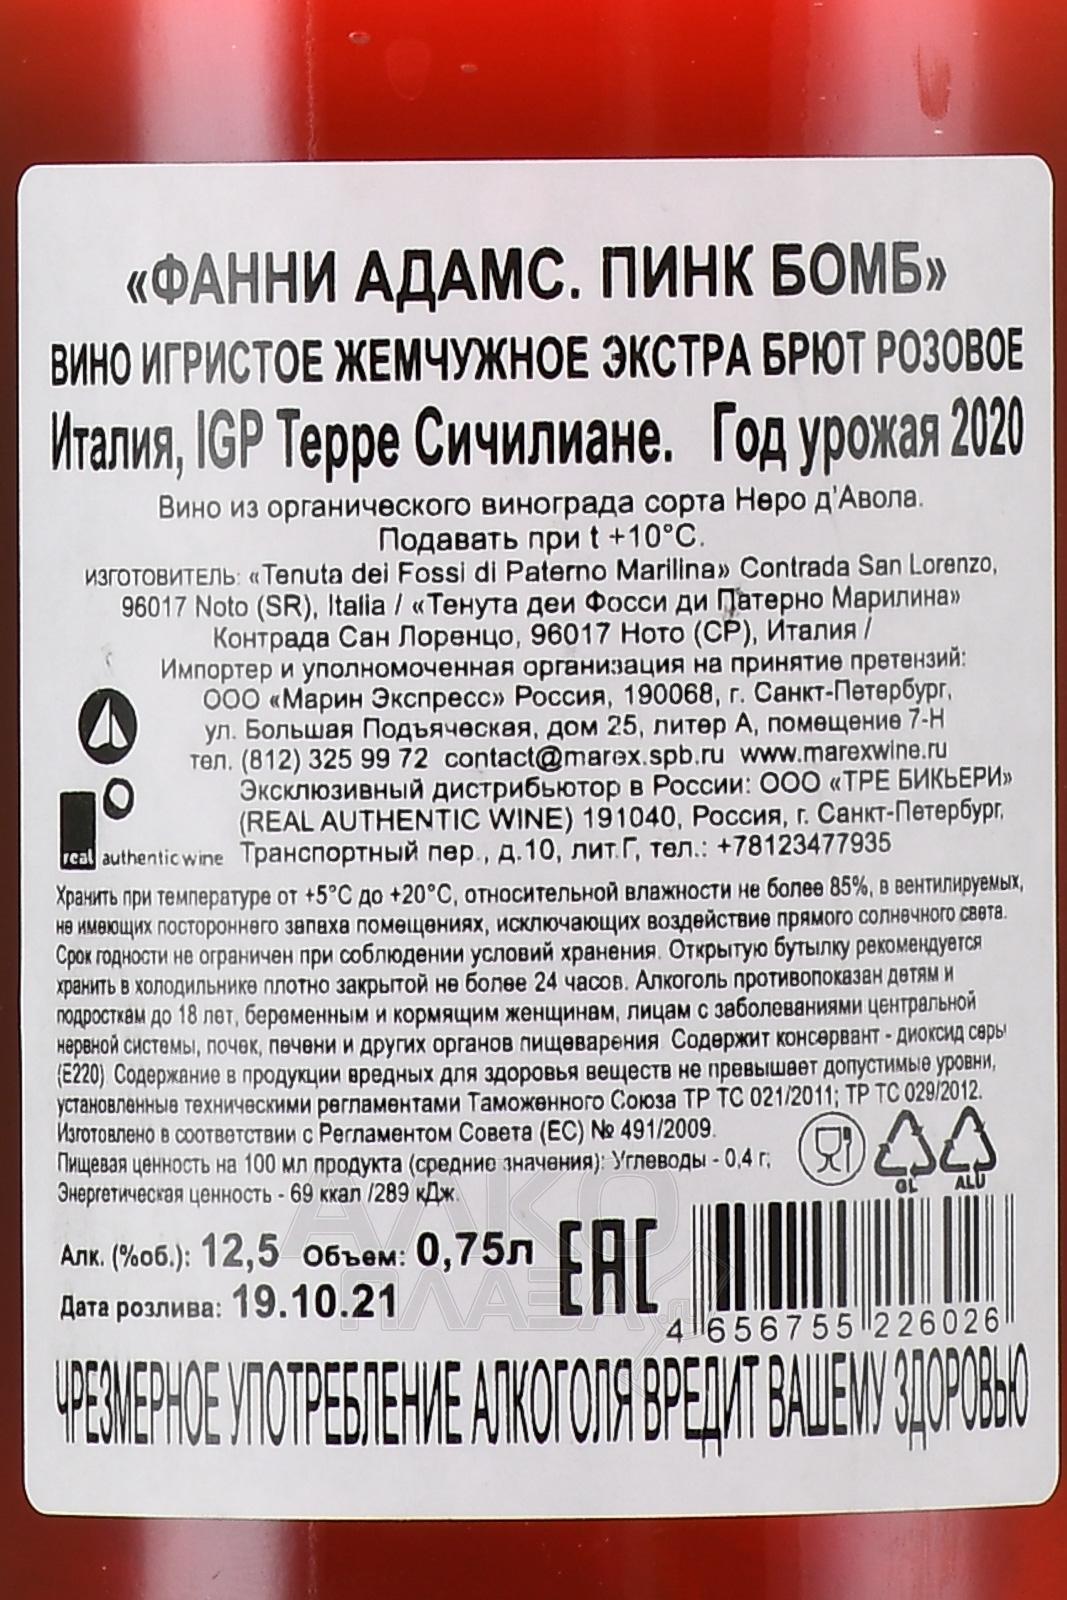 «ФАННИ АДАМС. ПИНК БОМБ»
ВИНО ИГРИСТОЕ ЖЕМЧУЖНОЕ ЭКСТРА БРЮТ РОЗОВОЕ
Италия, IGP Терре Сичилиане. Год урожая 2020
Вино из органического винограда сорта Неро д'Авола.
Подавать при t +10°C.
ИЗГОТОВИТЕЛЬ: «Tenuta dei Fossi di Paterno Marilina» Contrada San Lorenzo,
96017 Noto (SR), Italia / «Тенута деи Фосси ди Патерно Марилина»
Контрада Сан Лоренцо, 96017 Ното (СР), Италия /
Импортер и уполномоченная организация на принятие претензий:
ООО «Марин Экспресс» Россия, 190068, г. Санкт-Петербург,
ул. Большая Подъяческая, дом 25, литер А, помещение 7-Н
тел. (812) 325 99 72 contact@marex.spb.ru www.marexwine.ru
Эксклюзивный дистрибьютор в России: ООО «ТРЕ БИКЬЕРИ»
(REAL AUTHENTIC WINE) 191040, Россия, г. Санкт-Петербург,
real authentic wine Транспортный пер., д.10, лит.Г, тел.: +78123477935
Хранить при температуре от +5°С до +20°С, относительной влажности не более 85%, в вентилируемых,
не имеющих постороннего запаха помещениях, исключающих воздействие прямого солнечного света.
Срок годности не ограничен при соблюдении условий хранения. Открытую бутылку рекомендуется
хранить в холодильнике плотно закрытой не более 24 часов. Алкоголь противопоказан детям и
подросткам до 18 лет, беременным и кормящим женщинам, лицам с заболеваниями центральной
нервной системы, почек, печени и других органов пищеварения. Содержит консервант - диоксид серы
(Е220). Содержание в продукции вредных для здоровья веществ не превышает допустимые уровни,
установленные техническими регламентами Таможенного Союза ТР ТС 021/2011; ТР ТС 029/2012.
Изготовлено в соответствии с Регламентом Совета (ЕС) № 491/2009.
Пищевая ценность на 100 мл продукта (средние значения): Углеводы - 0,4 г;
Энергетическая ценность - 69 ккал /289 кДж.
GL ALU
Алк. (%об.): 12,5 Объем: 0,75л
Дата розлива: 19.10.21
EAC
4 656755 226026
АЛКО
ПЛАЗА.ru
ЧРЕЗМЕРНОЕ УПОТРЕБЛЕНИЕ АЛКОГОЛЯ ВРЕДИТ ВАШЕМУ ЗДОРОВЬЮ